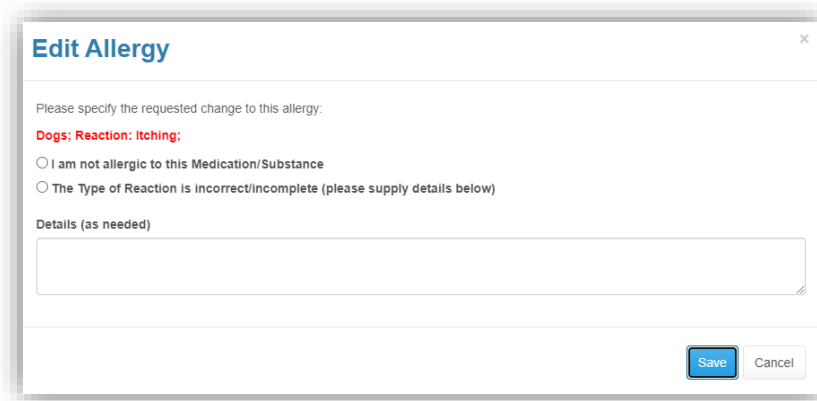 Edit Allergy
×
Please specify the requested change to this allergy:
Dogs; Reaction: Itching;
I am not allergic to this Medication/Substance
The Type of Reaction is incorrect/incomplete (please supply details below)
Details (as needed)
Save Cancel